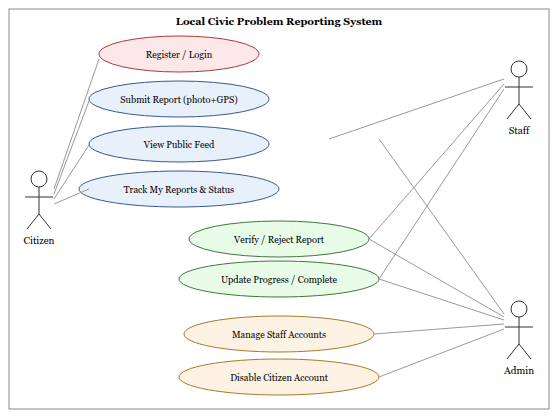 Local Civic Problem Reporting System
Register / Login
Submit Report (photo+GPS)
View Public Feed
Track My Reports & Status
Citizen
Staff
Verify / Reject Report
Update Progress / Complete
Manage Staff Accounts
Disable Citizen Account
Admin